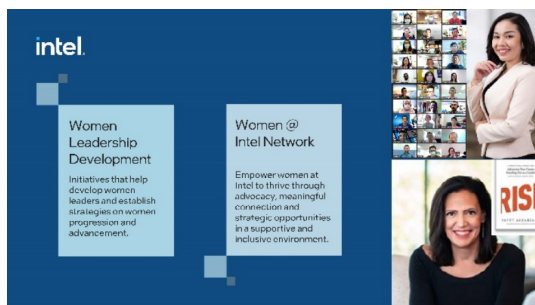 intel.
Women
Leadership
Development
Initiatives that help
develop women
leaders and establish
strategies on women
progression and
advancement.
Women @
Intel Network
Empower women at
Intel to thrive through
advocacy, meaningful
connection and
strategic opportunities
in a supportive and
inclusive environment.
RIS